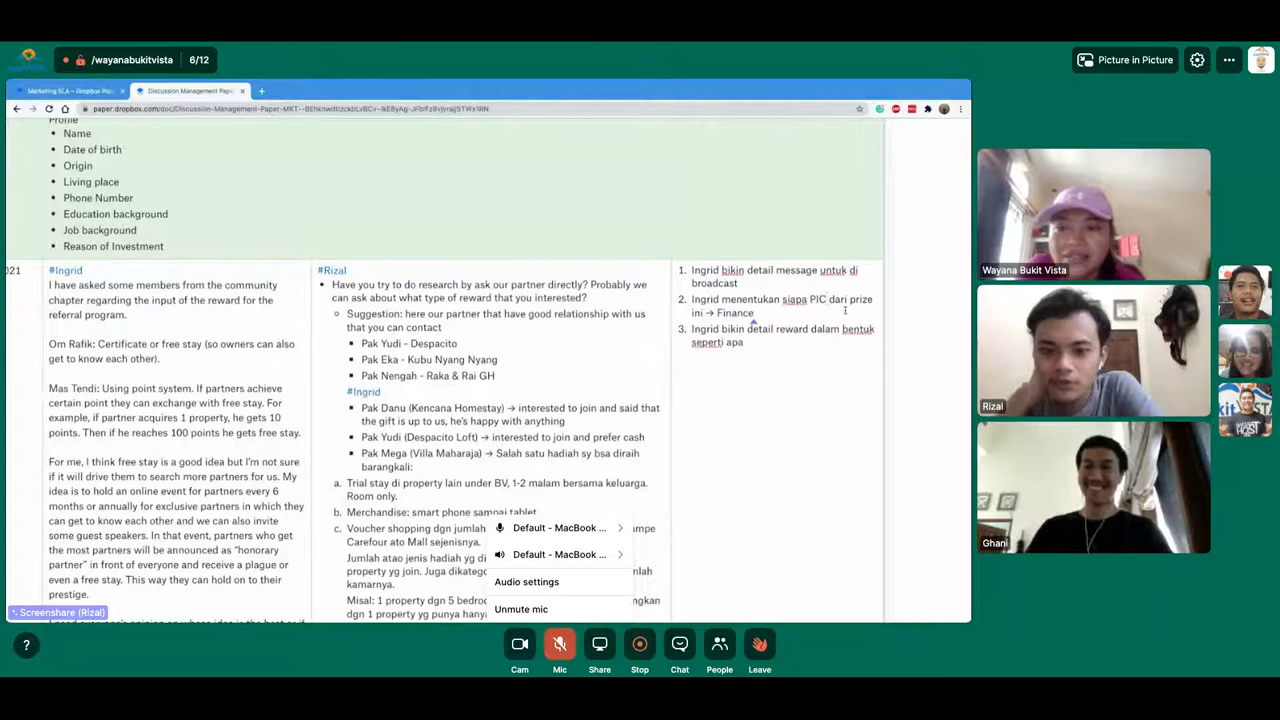 /wayanabukitvista
6/12
Picture in Picture
Marketing SLA – Dropbox Pap
Discussion Management Pape
Profile
• Name
• Date of birth
• Origin
• Living place
• Phone Number
• Education background
• Job background
• Reason of Investment
021
#Ingrid
I have asked some members from the community
chapter regarding the input of the reward for the
referral program.
Om Rafik: Certificate or free stay (so owners can also
get to know each other).
Mas Tendi: Using point system. If partners achieve
certain point they can exchange with free stay. For
example, if partner acquires 1 property, he gets 10
points. Then if he reaches 100 points he gets free stay.
For me, I think free stay is a good idea but I'm not sure
if it will drive them to search more partners for us. My
idea is to hold an online event for partners every 6
months or annually for exclusive partners in which they
can get to know each other and we can also invite
some guest speakers. In that event, partners who get
the most partners will be announced as "honorary
partner" in front of everyone and receive a plague or
even a free stay. This way they can hold on to their
prestige.
#Rizal
• Have you try to do research by ask our partner directly? Probably we
can ask about what type of reward that you interested?
Suggestion: here our partner that have good relationship with us
that you can contact
Pak Yudi - Despacito
Pak Eka - Kubu Nyang Nyang
Pak Nengah - Raka & Rai GH
#Ingrid
Pak Danu (Kencana Homestay) → interested to join and said that
the gift is up to us, he's happy with anything
Pak Yudi (Despacito Loft) → interested to join and prefer cash
Pak Mega (Villa Maharaja) → Salah satu hadiah sy bsa diraih
barangkali:
a. Trial stay di property lain under BV, 1-2 malam bersama keluarga.
Room only.
b. Merchandise: smart phone sampai tablet
c. Voucher shopping dgn jumlah
Carefour ato Mall sejenisnya.
Jumlah atao jenis hadiah yg di
property yg join. Juga dikatego
kamarnya.
Misal: 1 property dgn 5 bedroo
dgn 1 property yg punya hany
1. Ingrid bikin detail message untuk di
broadcast
2. Ingrid menentukan siapa PIC dari prize
ini → Finance
3. Ingrid bikin detail reward dalam bentuk
seperti apa
Default - MacBook ...
Default - MacBook ...
Audio settings
Unmute mic
Screenshare (Rizal)
Wayana Bukit Vista
Rizal
Ghani
?
Cam
Mic
Share
Stop
Chat
People
Leave